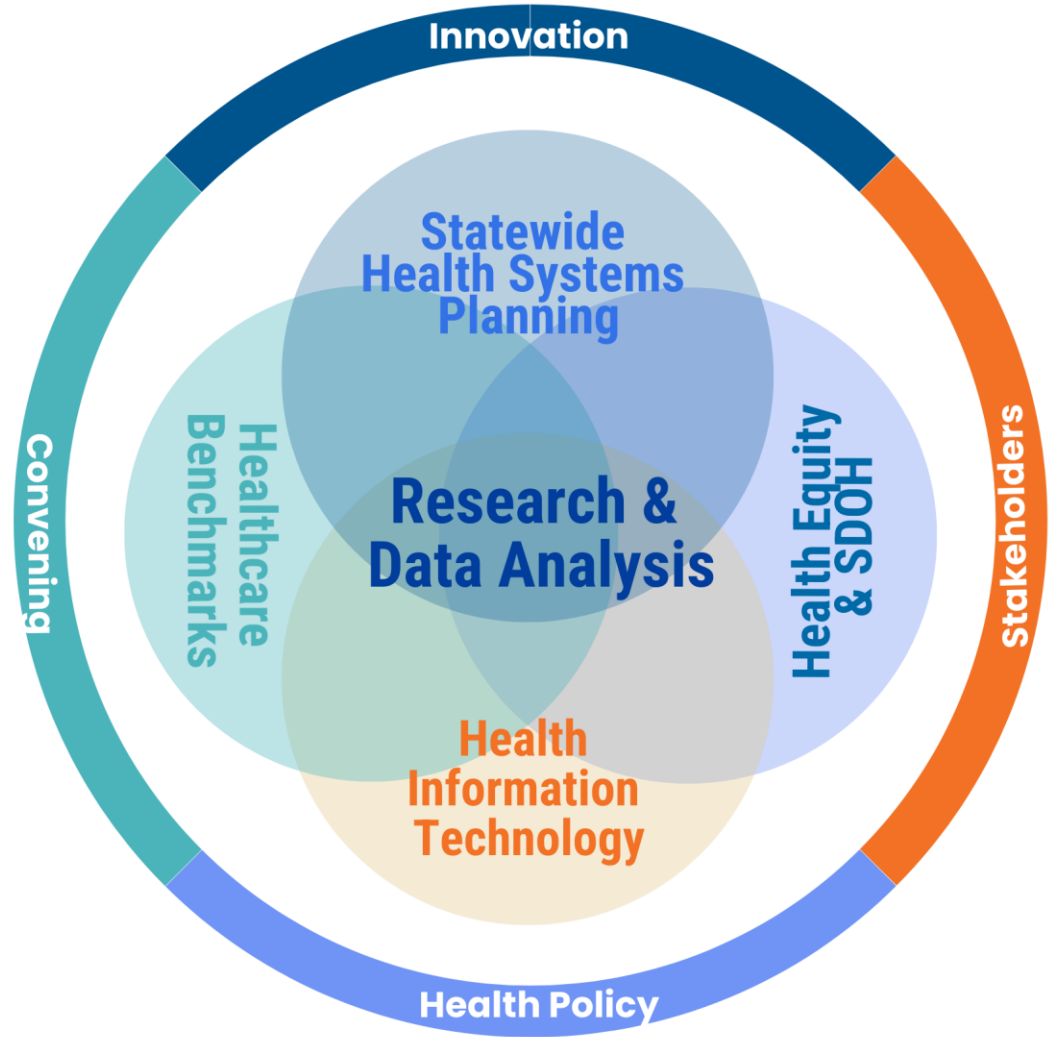 Innovation
Statewide
Health Systems
Planning
Convening
Healthcare
Benchmarks
Research &
Data Analysis
Health Equity
& SDOH
Stakeholders
Health
Information
Technology
Health Policy